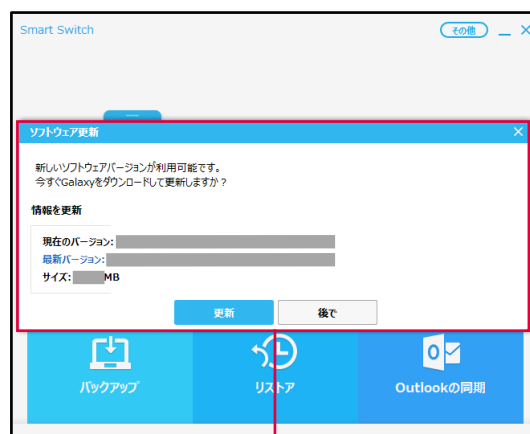 Smart Switch
その他
ソフトウェア更新
新しいソフトウェアバージョンが利用可能です。
今すぐGalaxyをダウンロードして更新しますか？
情報を更新
現在のバージョン:
最新バージョン:
サイズ: MB
更新 後で
バックアップ リストア Outlookの同期